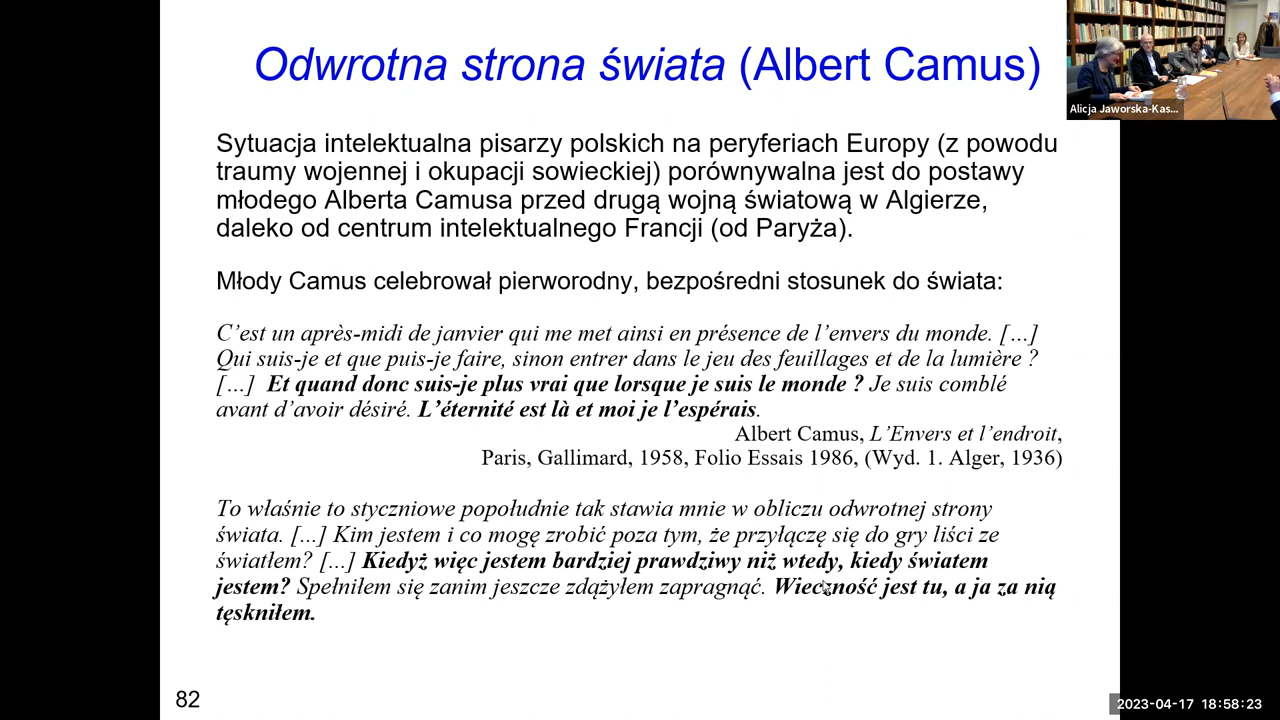 Odwrotna strona świata (Albert Camus)
Alicja Jaworska-Kas...
Sytuacja intelektualna pisarzy polskich na peryferiach Europy (z powodu
traumy wojennej i okupacji sowieckiej) porównywalna jest do postawy
młodego Alberta Camusa przed drugą wojną światową w Algierze,
daleko od centrum intelektualnego Francji (od Paryża).
Młody Camus celebrował pierworodny, bezpośredni stosunek do świata:
C’est un après-midi de janvier qui me met ainsi en présence de l’envers du monde. […]
Qui suis-je et que puis-je faire, sinon entrer dans le jeu des feuillages et de la lumière ?
[…] Et quand donc suis-je plus vrai que lorsque je suis le monde ? Je suis comblé
avant d’avoir désiré. L’éternité est là et moi je l’espérais.
Albert Camus, L’Envers et l’endroit,
Paris, Gallimard, 1958, Folio Essais 1986, (Wyd. 1. Alger, 1936)
To właśnie to styczniowe popołudnie tak stawia mnie w obliczu odwrotnej strony
świata. [...] Kim jestem i co mogę zrobić poza tym, że przyłączę się do gry liści ze
światłem? [...] Kiedyż więc jestem bardziej prawdziwy niż wtedy, kiedy światem
jestem? Spełniłem się zanim jeszcze zdążyłem zapragnąć. Wieczność jest tu, a ja za nią
tęskniłem.
82
2023-04-17 18:58:23